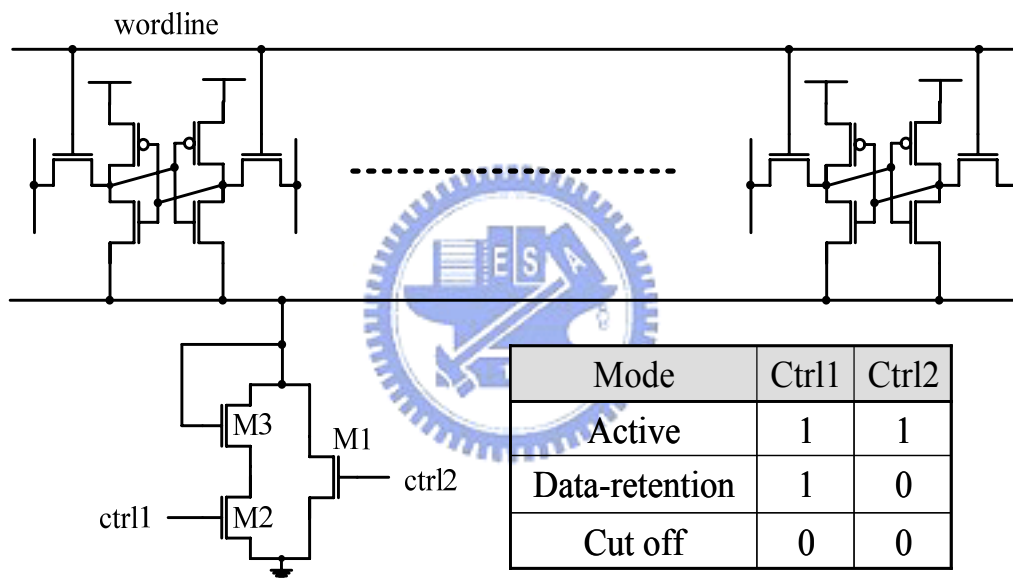 wordline
E S A
M3
M1
ctrl2
ctrl1
M2
Mode Ctrl1 Ctrl2
Active 1 1
Data-retention 1 0
Cut off 0 0